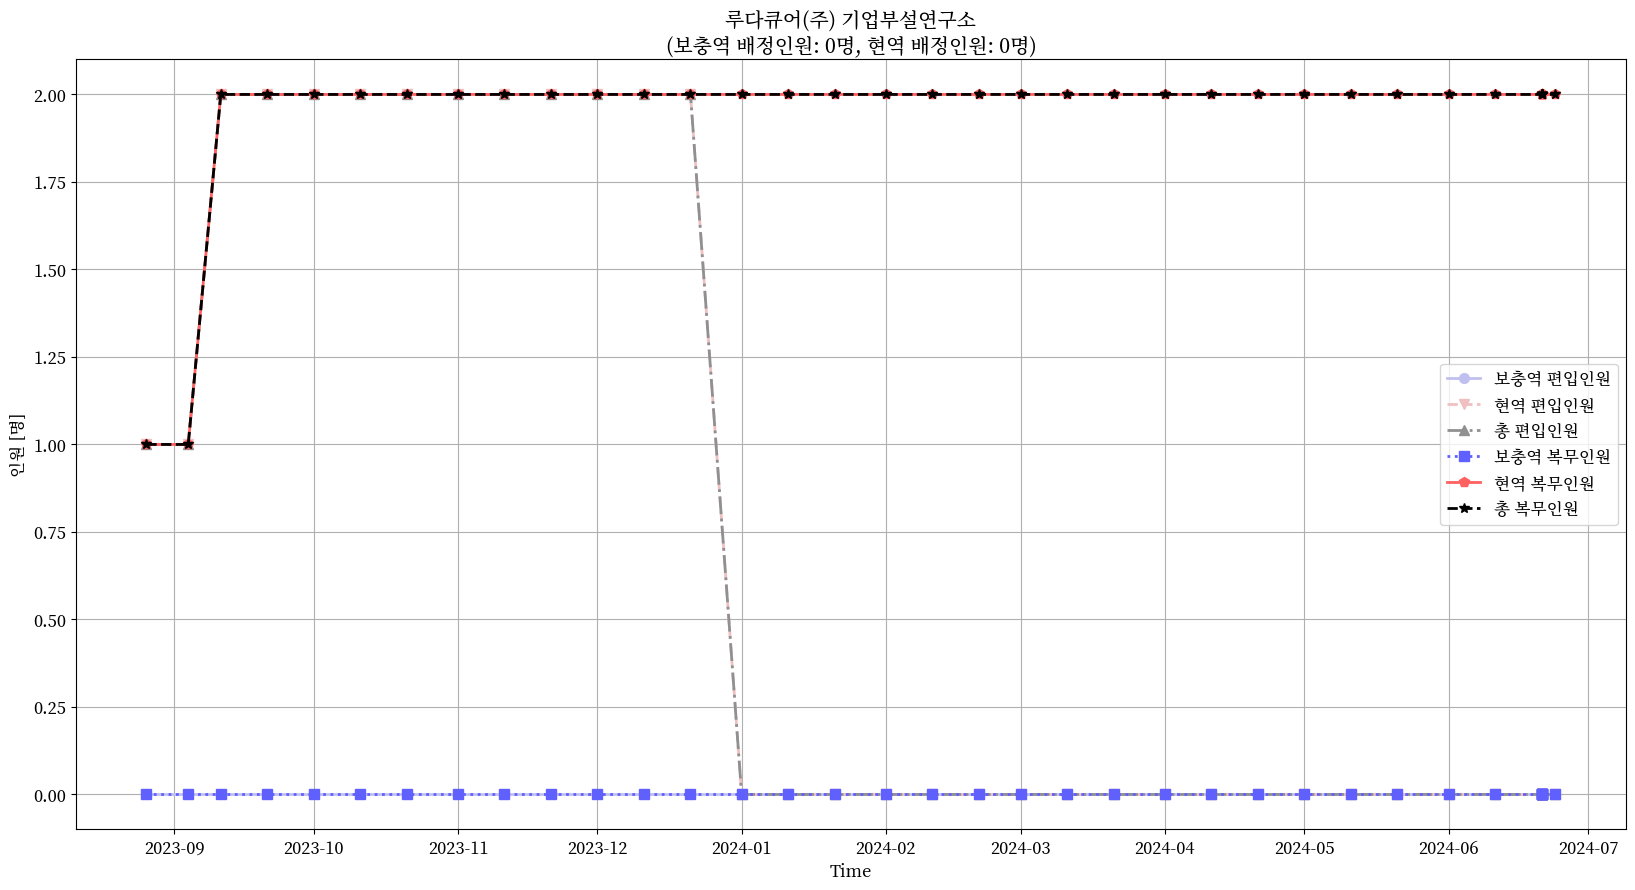 루다큐어(주) 기업부설연구소
(보충역 배정인원: 0명, 현역 배정인원: 0명)
인원 [명]
2.00
1.75
1.50
1.25
1.00
0.75
0.50
0.25
0.00
보충역 편입인원
현역 편입인원
총 편입인원
보충역 복무인원
현역 복무인원
총 복무인원
2023-09 2023-10 2023-11 2023-12 2024-01 2024-02 2024-03 2024-04 2024-05 2024-06 2024-07
Time